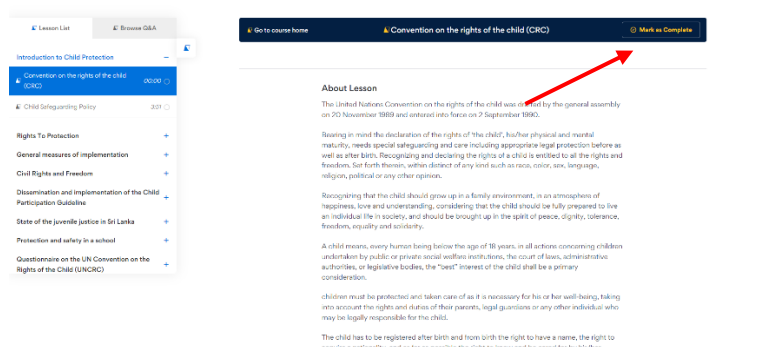 Lesson List
Browse Q&A
Go to course home
Convention on the rights of the child (CRC)
Mark as Complete
Introduction to Child Protection
Convention on the rights of the child
(CRC)
00:00
Child Safeguarding Policy
3:01
Rights To Protection
General measures of implementation
Civil Rights and Freedom
Dissemination and implementation of the Child
Participation Guideline
State of the juvenile justice in Sri Lanka
Protection and safety in a school
Questionnaire on the UN Convention on the
Rights of the Child (UNCRC)
About Lesson
The United Nations Convention on the rights of the child was by the general assembly
on 20 November 1989 and entered into force on 2 September 1990.
Bearing in mind the declaration of the rights of 'the child', his/her physical and mental
maturity, needs special safeguarding and care including appropriate legal protection before as
well as after birth. Recognizing and declaring the rights of a child is entitled to all the rights and
freedom. Set forth therein, within distinct of any kind such as race, color, sex, language,
religion, political or any other opinion.
Recognizing that the child should grow up in a family environment, in an atmosphere of
happiness, love and understanding, considering that the child should be fully prepared to live
an individual life in society, and should be brought up in the spirit of peace, dignity, tolerance,
freedom, equality and solidarity.
A child means, every human being below the age of 18 years. in all actions concerning children
undertaken by public or private social welfare institutions, the court of laws, administrative
authorities, or legislative bodies, the "best" interest of the child shall be a primary
consideration.
children must be protected and taken care of as it is necessary for his or her well-being, taking
into account the rights and duties of their parents, legal guardians or any other individual who
may be legally responsible for the child.
The child has to be registered after birth and from birth the right to have a name, the right to